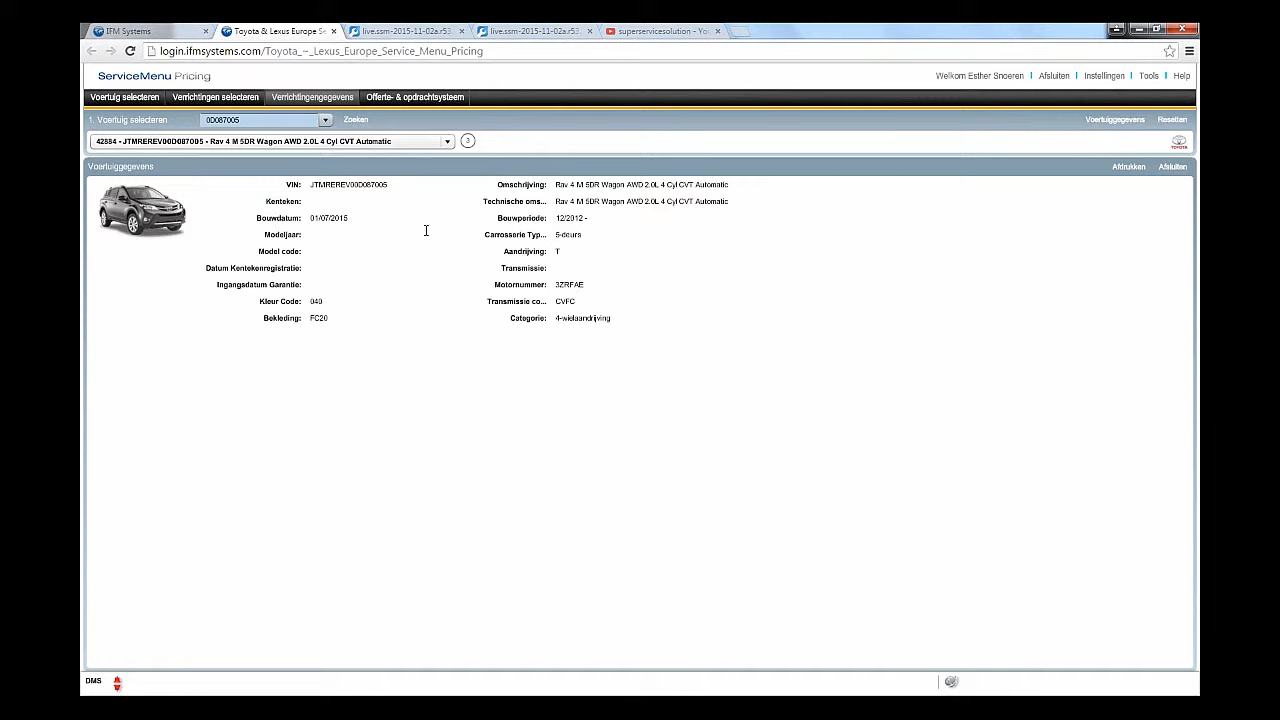 IFM Systems
Toyota & Lexus Europe Se
live.ssm-2015-11-02a.r53
live.ssm-2015-11-02a.r53
superservicesolution - Yo
login.ifmsystems.com/Toyota_~_Lexus_Europe_Service_Menu_Pricing
ServiceMenu Pricing
Welkom Esther Snoeren | Afsluiten | Instellingen | Tools | Help
Voertuig selecteren Verrichtingen selecteren Verrichtingengegevens Offerte- & opdrachtsysteem
1. Voertuig selecteren 0D087005 Zoeken Voertuiggegevens Resetten
42884 - JTMREREV00D087005 - Rav 4 M 5DR Wagon AWD 2.0L 4 Cyl CVT Automatic 3 TOYOTA
Voertuiggegevens Afdrukken Afsluiten
VIN: JTMREREV00D087005 Omschrijving: Rav 4 M 5DR Wagon AWD 2.0L 4 Cyl CVT Automatic
Kenteken: Technische oms... Rav 4 M 5DR Wagon AWD 2.0L 4 Cyl CVT Automatic
Bouwdatum: 01/07/2015 Bouwperiode: 12/2012 -
Modeljaar: Carrosserie Typ... 5-deurs
Model code: Aandrijving: T
Datum Kentekenregistratie: Transmissie:
Ingangsdatum Garantie: Motornummer: 3ZRFAE
Kleur Code: 040 Transmissie co... CVFC
Bekleding: FC20 Categorie: 4-wielaandrijving
DMS